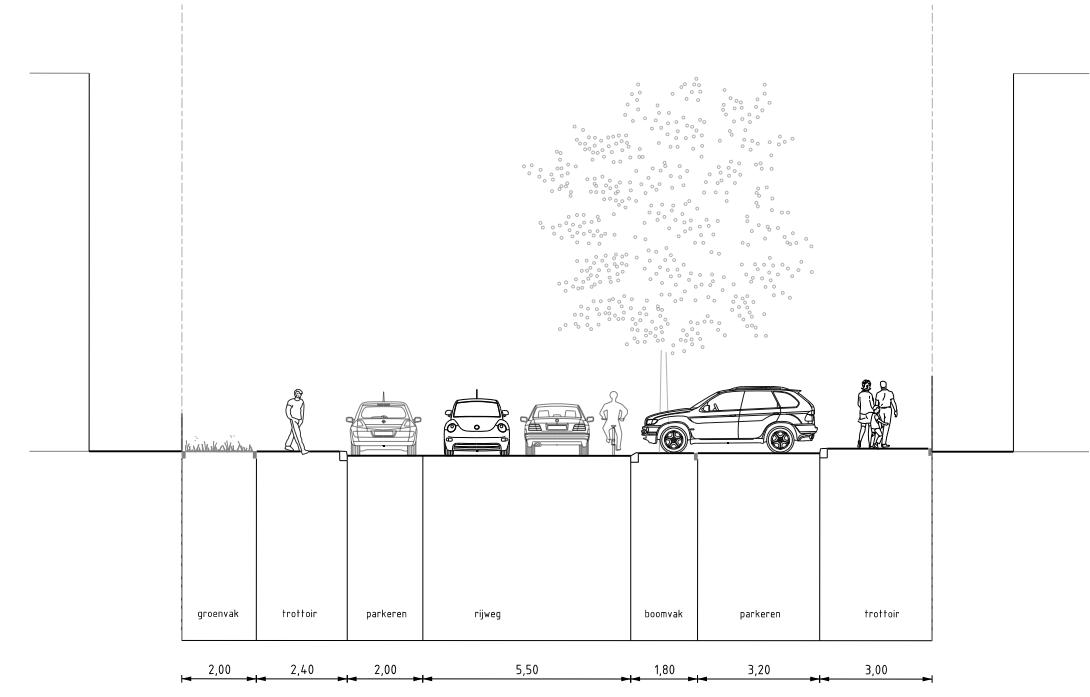 groenvak trottoir parkeren rijweg boomvak parkeren trottoir
2,00 2,40 2,00 5,50 1,80 3,20 3,00